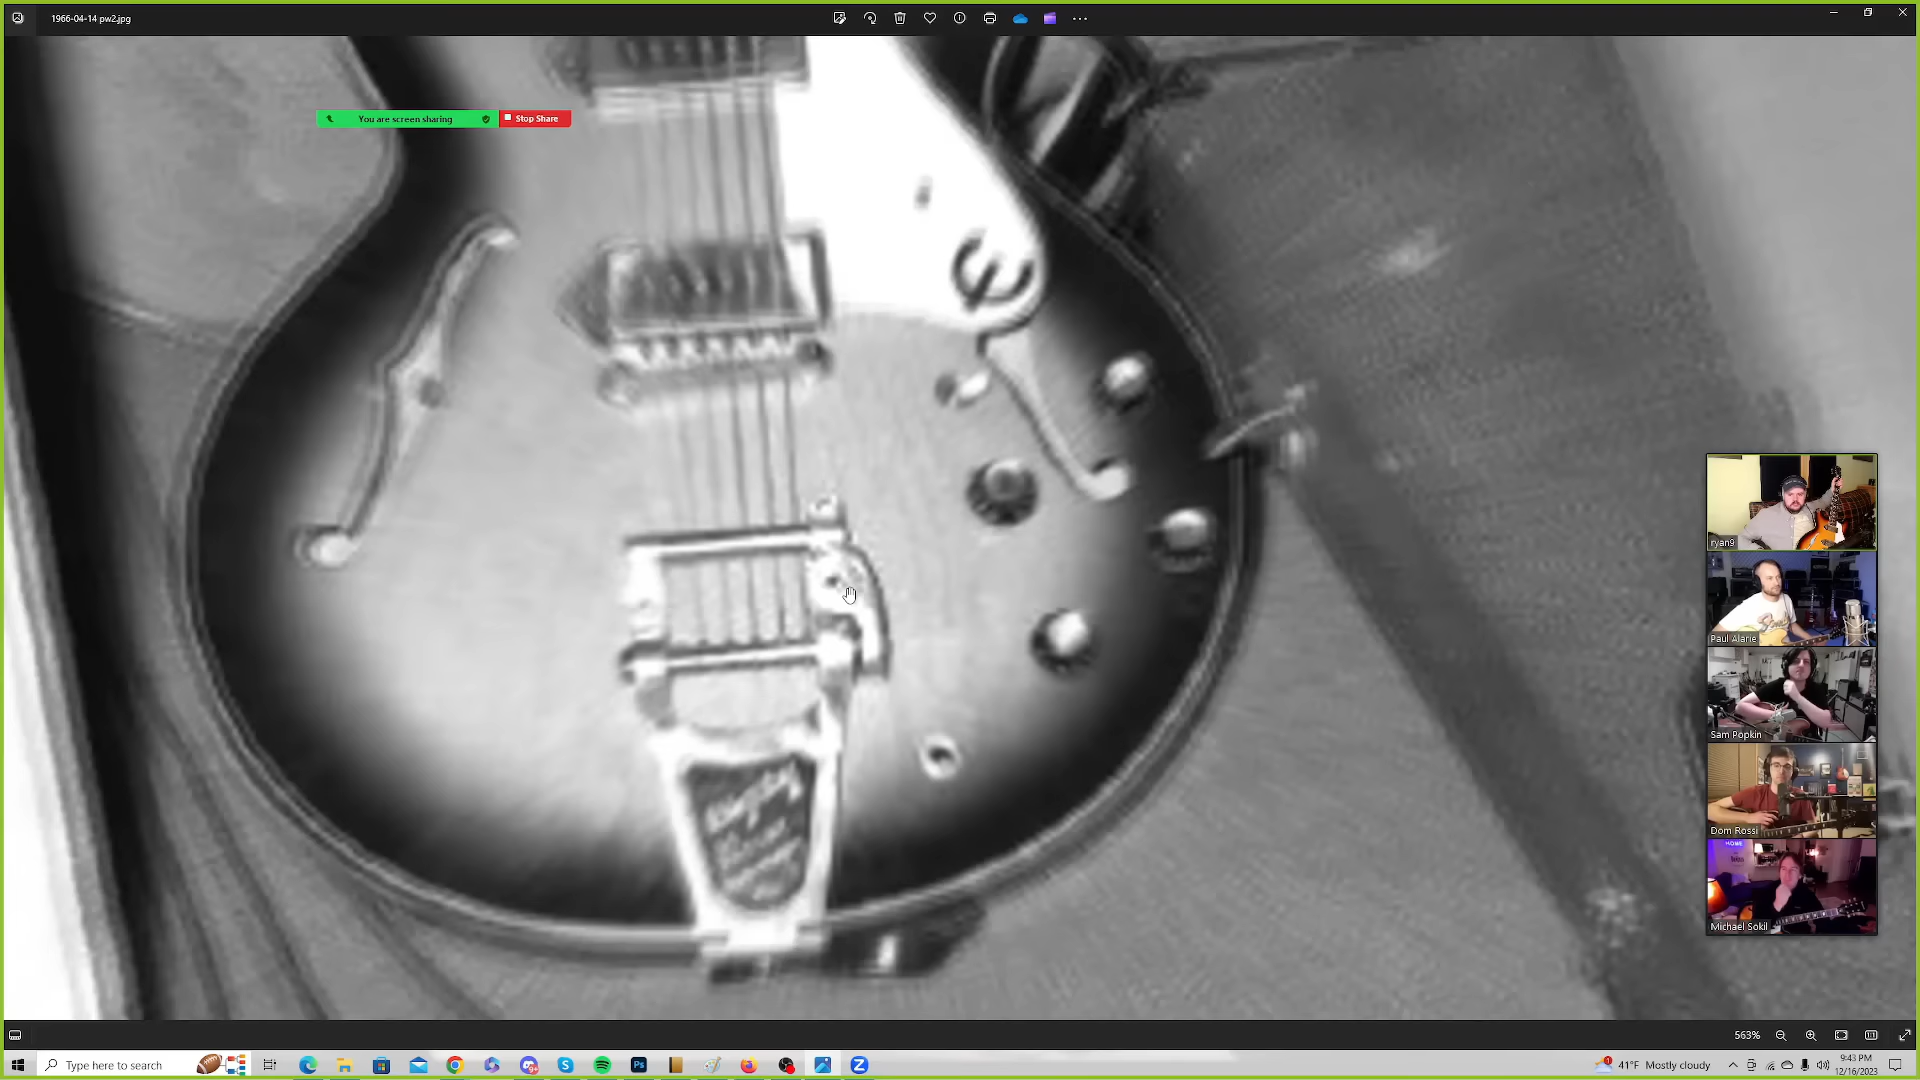 1966-04-14 pw2.jpg
You are screen sharing
Stop Share
ryan9
Paul Alarie
Sam Popkin
Dom Rossi
HOME
Michael Sokil
563%
Type here to search
41°F Mostly cloudy
9:43 PM
12/16/2023